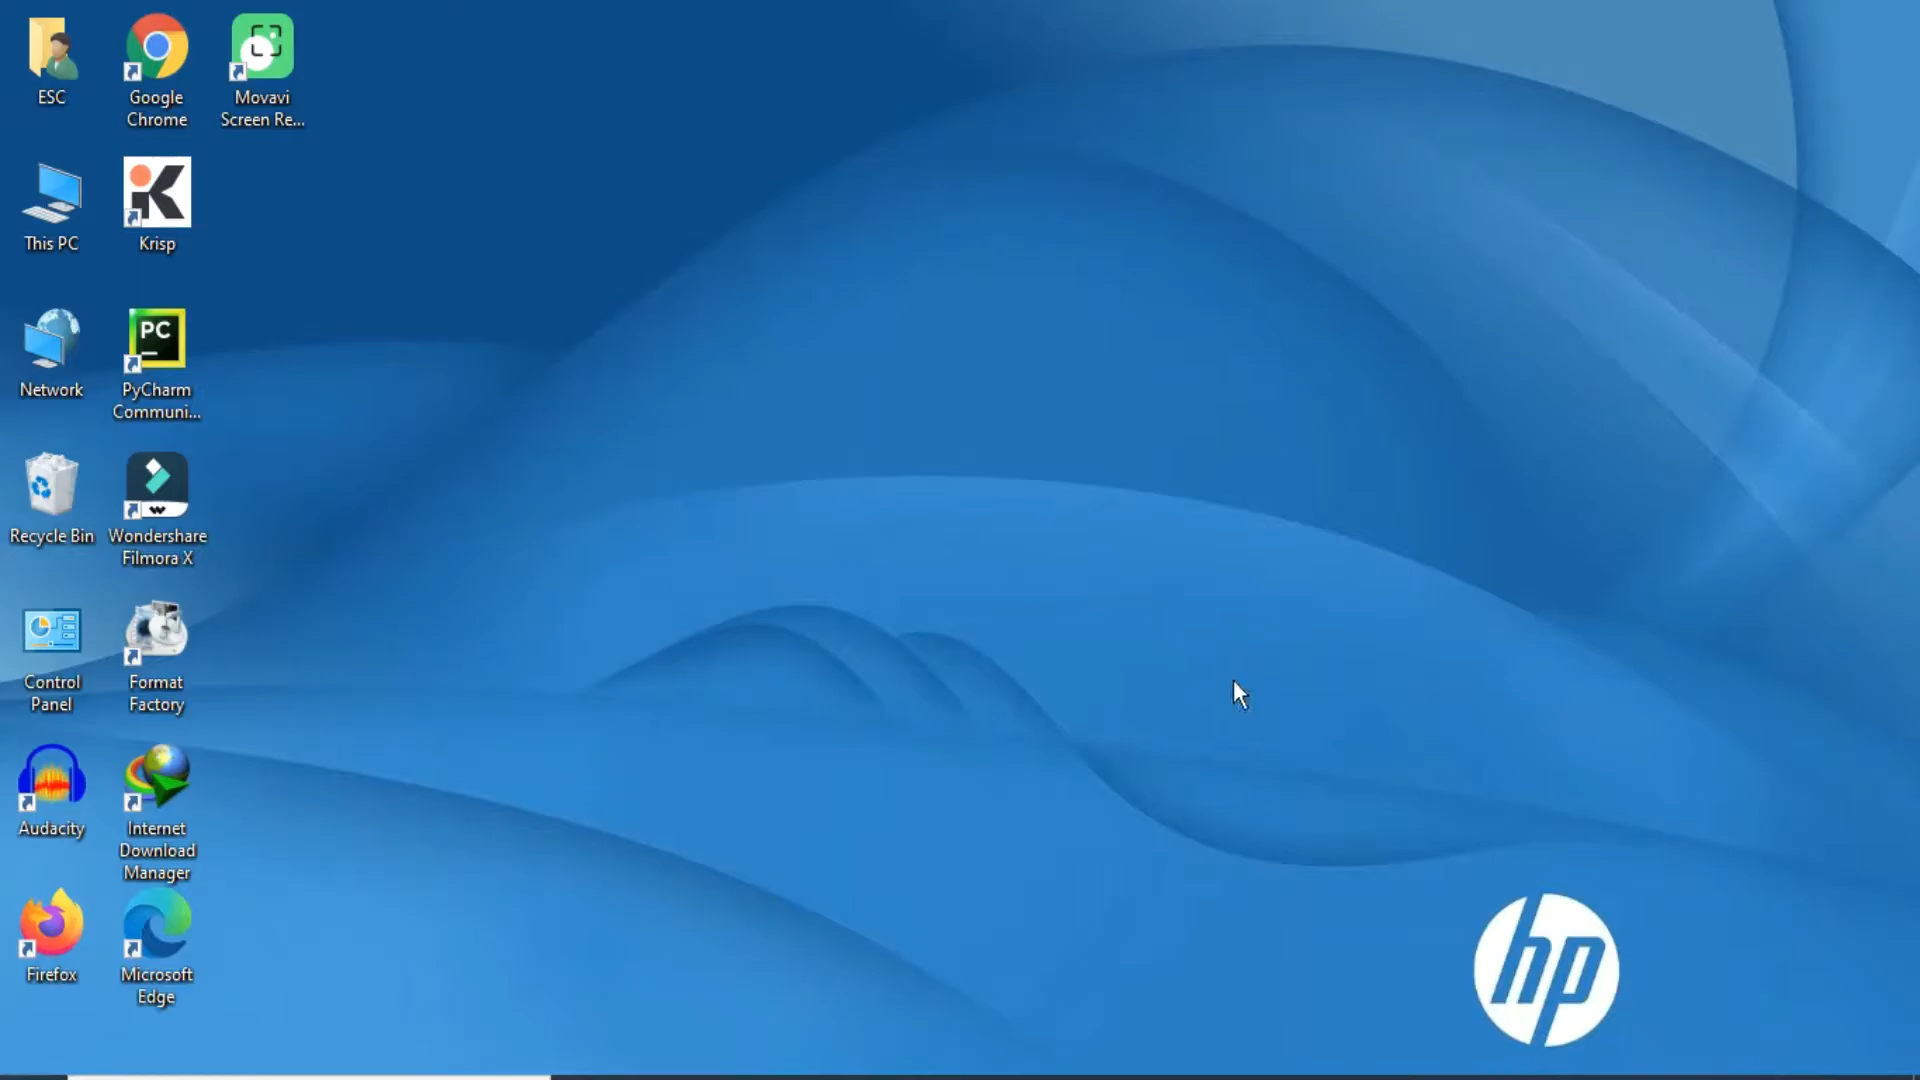 ESC
Google
Chrome
Movavi
Screen Re...
This PC
Krisp
Network
PC
PyCharm
Communi...
Recycle Bin
Wondershare
Filmora X
Control
Panel
Format
Factory
Audacity
Internet
Download
Manager
Firefox
Microsoft
Edge
hp